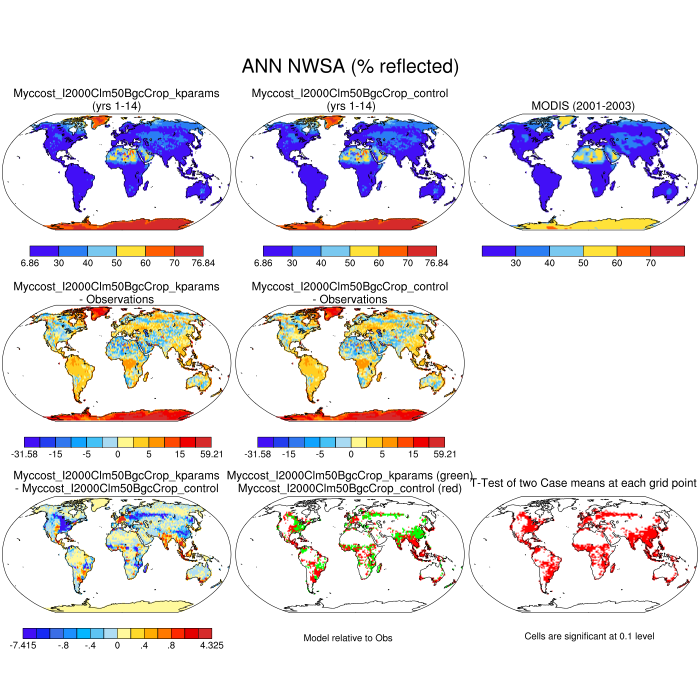 ANN NWSA (% reflected)
Myccost_I2000Clm50BgcCrop_kparams
(yrs 1-14)
Myccost_I2000Clm50BgcCrop_control
(yrs 1-14)
MODIS (2001-2003)
6.86 30 40 50 60 70 76.84
6.86 30 40 50 60 70 76.84
30 40 50 60 70
Myccost_I2000Clm50BgcCrop_kparams
- Observations
Myccost_I2000Clm50BgcCrop_control
- Observations
-31.58 -15 -5 0 5 15 59.21
-31.58 -15 -5 0 5 15 59.21
Myccost_I2000Clm50BgcCrop_kparams
- Myccost_I2000Clm50BgcCrop_control
Myccost_I2000Clm50BgcCrop_kparams (green)
Myccost_I2000Clm50BgcCrop_control (red)
T-Test of two Case means at each grid point
-7.415 -.8 -.4 0 .4 .8 4.325
Model relative to Obs
Cells are significant at 0.1 level